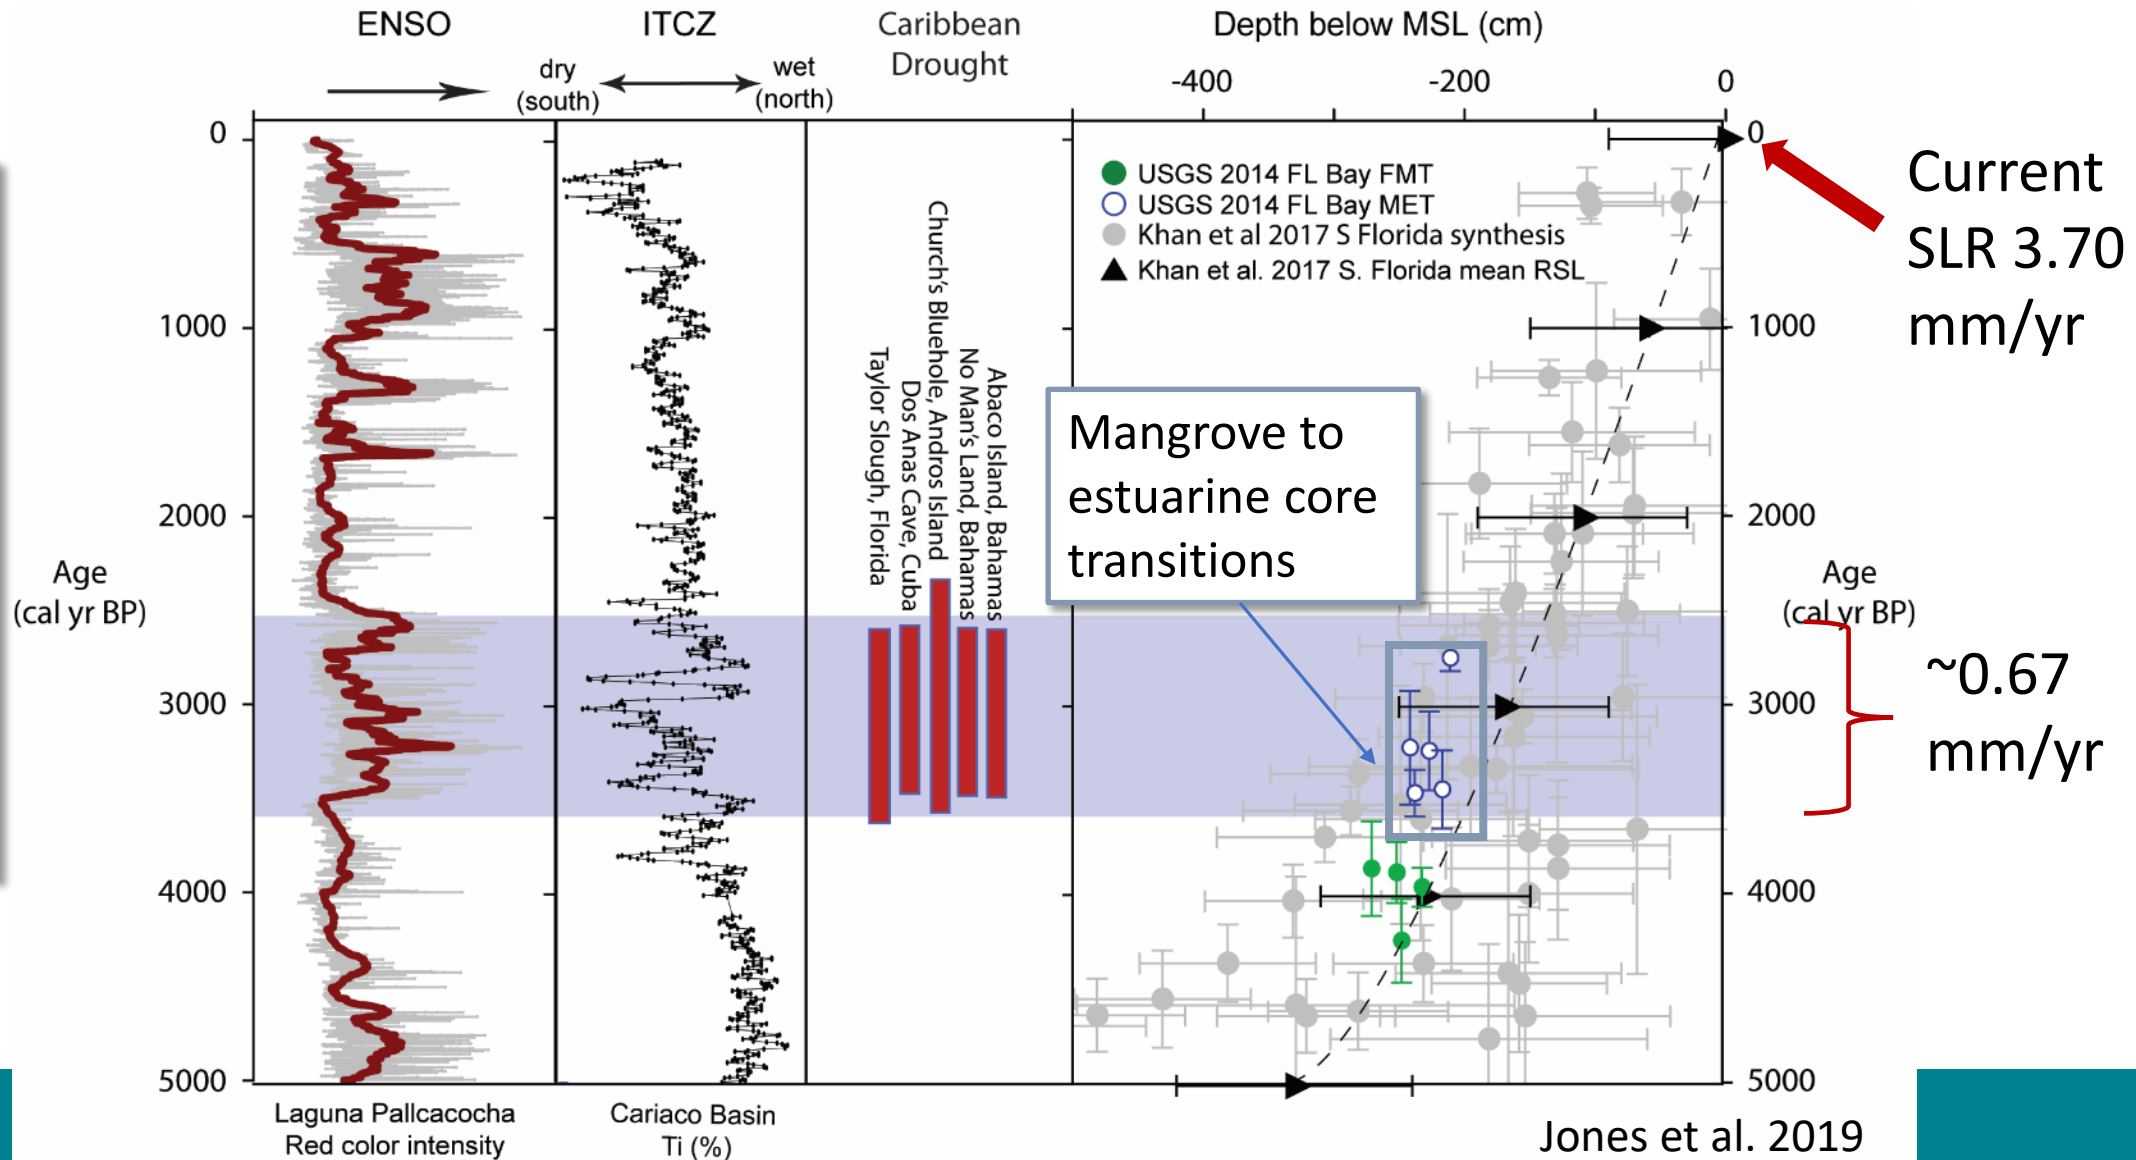 ENSO
ITCZ
Caribbean
Drought
Depth below MSL (cm)
dry
(south)
wet
(north)
-400
-200
0
0
1000
2000
3000
4000
5000
Age
(cal yr BP)
Taylor Slough, Florida
Dos Anas Cave, Cuba
Church's Bluehole, Andros Island
No Man's Land, Bahamas
Abaco Island, Bahamas
USGS 2014 FL Bay FMT
USGS 2014 FL Bay MET
Khan et al 2017 S Florida synthesis
Khan et al. 2017 S. Florida mean RSL
Mangrove to
estuarine core
transitions
0
1000
2000
3000
4000
5000
Age
(cal yr BP)
Current
SLR 3.70
mm/yr
~0.67
mm/yr
Laguna Pallcacocha
Red color intensity
Cariaco Basin
Ti (%)
Jones et al. 2019